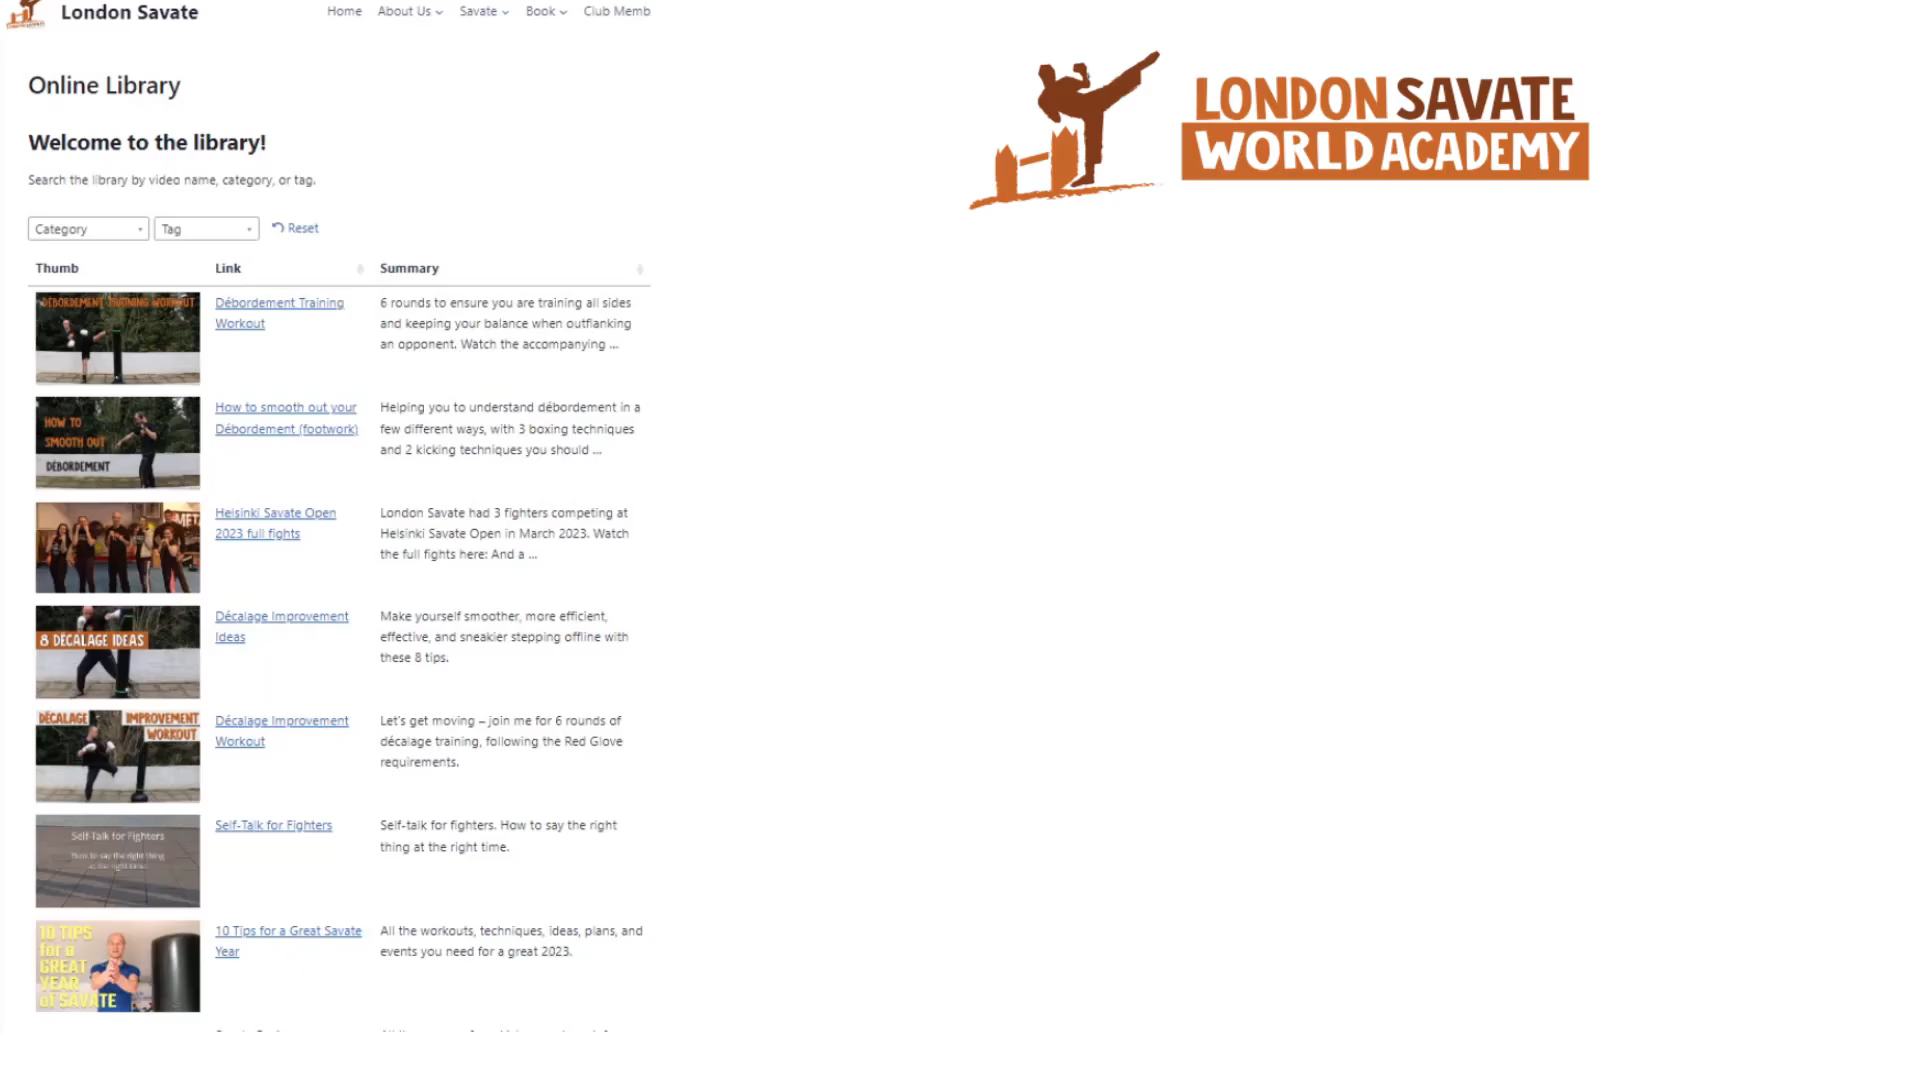 London Savate
Home About Us Savate Book Club Memb
LONDON SAVATE
WORLD ACADEMY
Online Library
Welcome to the library!
Search the library by video name, category, or tag.
Category Tag Reset
Thumb Link Summary
DÉBORDEMENT TRAINING WORKOUT
Débordement Training
Workout
6 rounds to ensure you are training all sides
and keeping your balance when outflanking
an opponent. Watch the accompanying ...
HOW TO
SMOOTH OUT
DÉBORDEMENT
How to smooth out your
Débordement (footwork)
Helping you to understand débordement in a
few different ways, with 3 boxing techniques
and 2 kicking techniques you should ...
Helsinki Savate Open
2023 full fights
London Savate had 3 fighters competing at
Helsinki Savate Open in March 2023. Watch
the full fights here: And a ...
8 DÉCALAGE IDEAS
Décalage Improvement
Ideas
Make yourself smoother, more efficient,
effective, and sneakier stepping offline with
these 8 tips.
DÉCALAGE IMPROVEMENT
WORKOUT
Décalage Improvement
Workout
Let's get moving – join me for 6 rounds of
décalage training, following the Red Glove
requirements.
Self-Talk for Fighters
How to say the right thing
at the right time.
Self-Talk for Fighters
Self-talk for fighters. How to say the right
thing at the right time.
10 TIPS
for a
GREAT
YEAR
of SAVATE
10 Tips for a Great Savate
Year
All the workouts, techniques, ideas, plans, and
events you need for a great 2023.